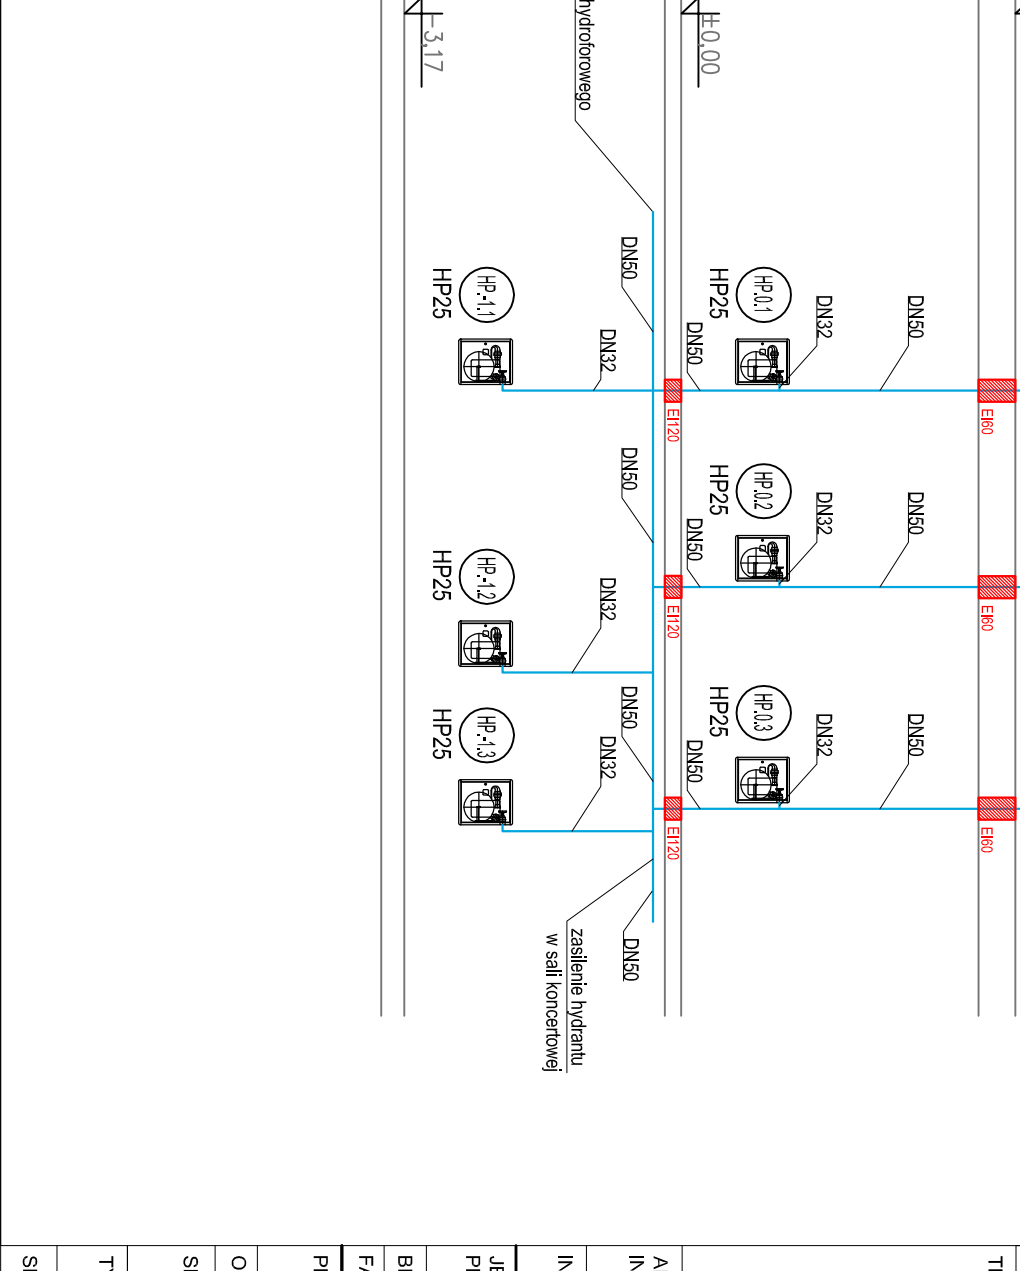 ±0,00
-3,17
hydroforowego
DN50
DN50
DN50
DN32
DN32
DN32
HP.0.1
HP25
HP.0.2
HP25
HP.0.3
HP25
EI60
EI60
EI60
DN50
DN50
DN50
EI120
EI120
EI120
DN50
DN50
DN50
DN50
DN32
DN32
DN32
HP.-1.1
HP25
HP.-1.2
HP25
HP.-1.3
HP25
zasilenie hydrantu
w sali koncertowej